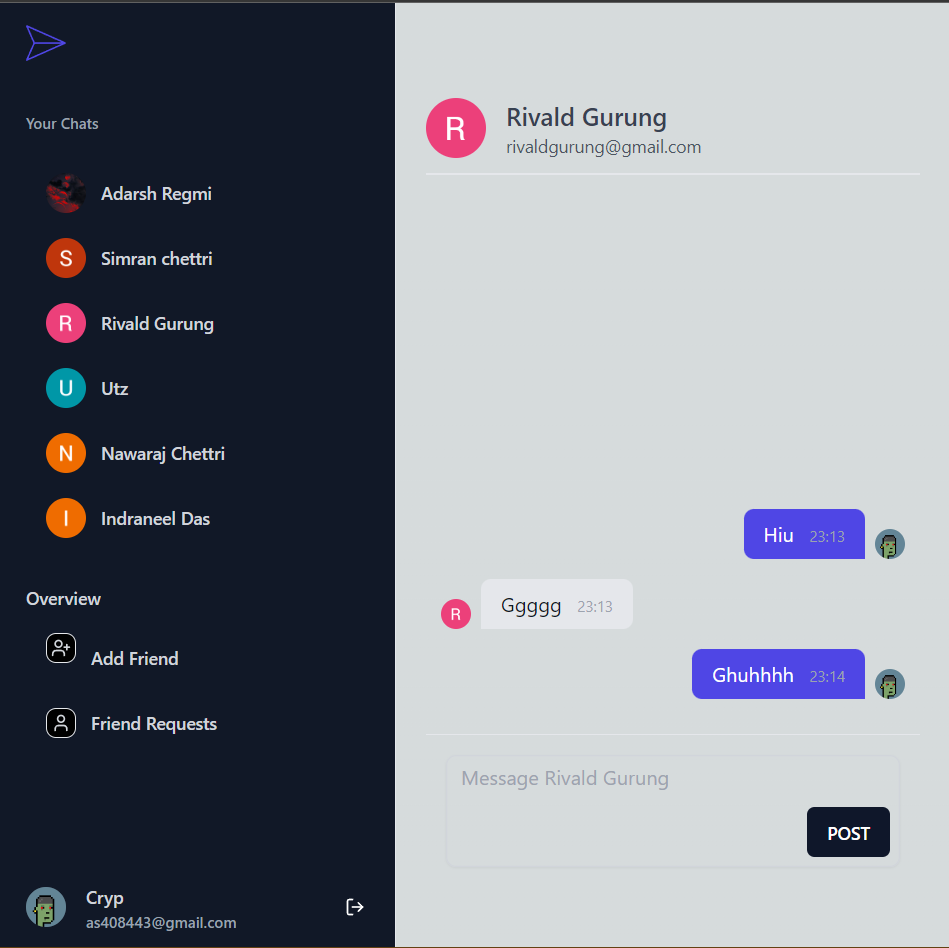 Your Chats
Adarsh Regmi
S Simran chettri
R Rivald Gurung
U Utz
N Nawaraj Chettri
I Indraneel Das
Overview
Add Friend
Friend Requests
Cryp
as408443@gmail.com
R Rivald Gurung
rivaldgurung@gmail.com
Hiu 23:13
R Ggggg 23:13
Ghuhhhh 23:14
Message Rivald Gurung
POST